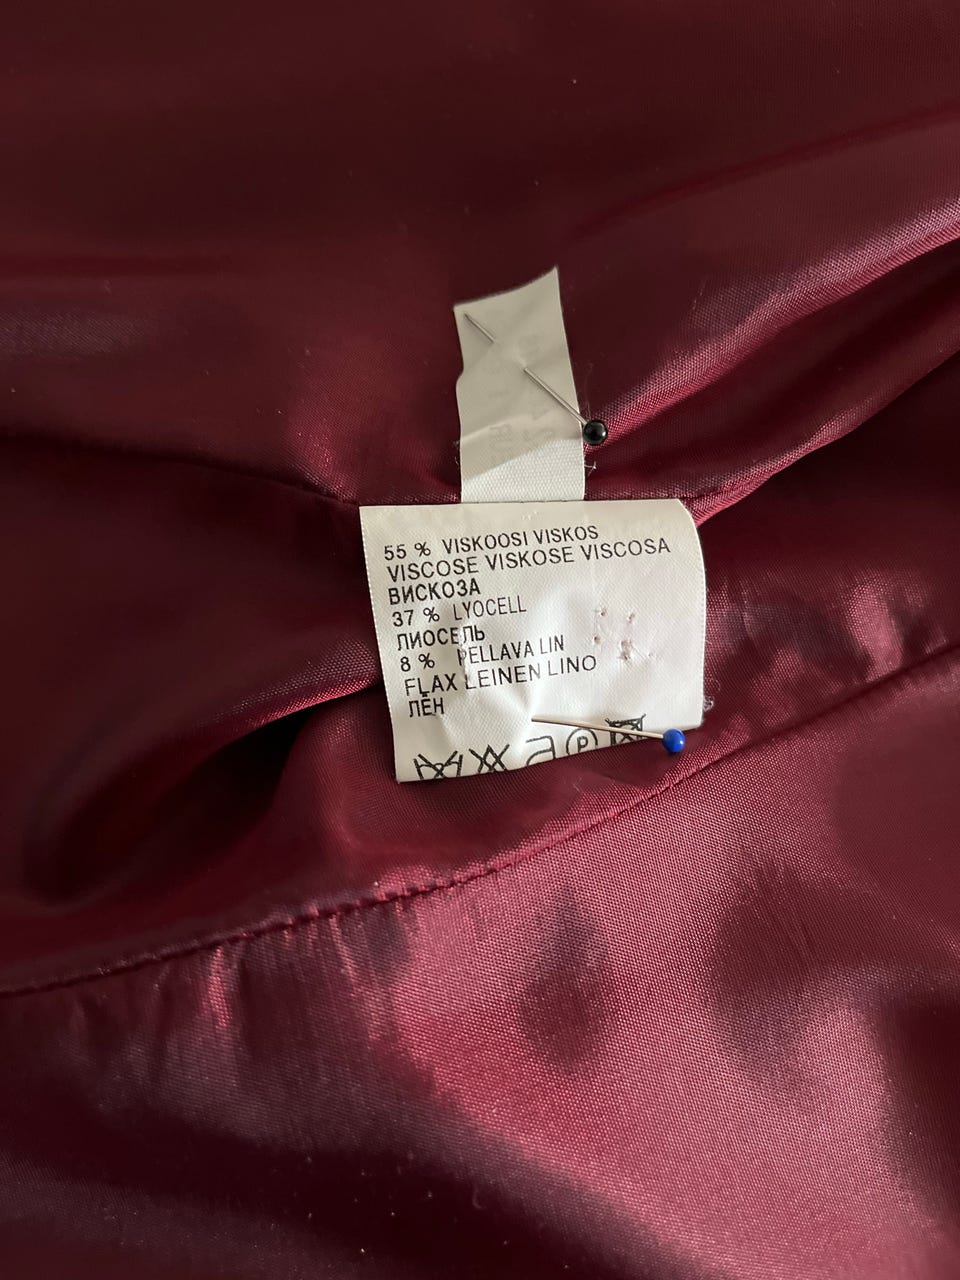 55 % VISKOOSI VISKOS
VISCOSE VISKOSE VISCOSA
ВИСКОЗА
37 % LYOCELL
ЛИОСЕЛЬ
8 % PELLAVA LIN
FLAX LEINEN LINO
ЛЁН
P